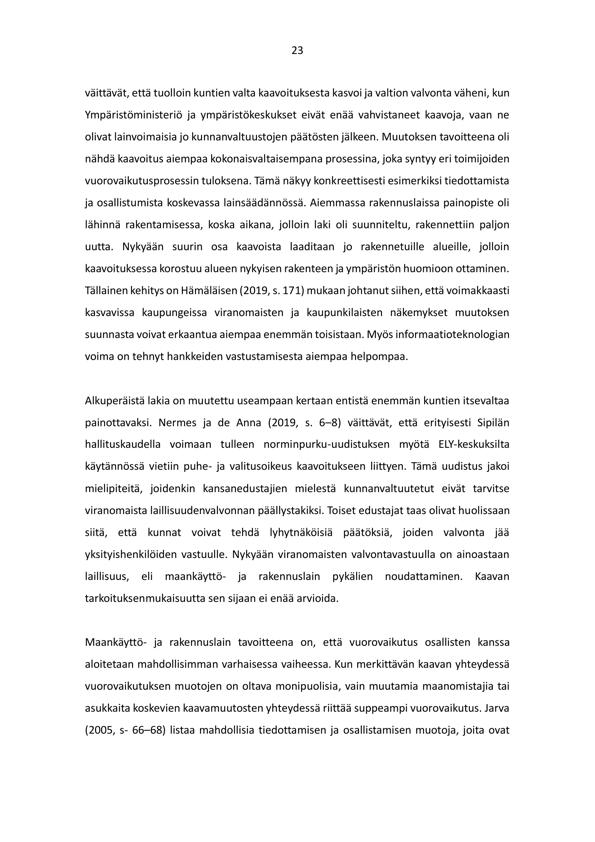 23
väittävät, että tuolloin kuntien valta kaavoituksesta kasvoi ja valtion valvonta väheni, kun
Ympäristöministeriö ja ympäristökeskukset eivät enää vahvistaneet kaavoja, vaan ne
olivat lainvoimaisia jo kunnanvaltuustojen päätösten jälkeen. Muutoksen tavoitteena oli
nähdä kaavoitus aiempaa kokonaisvaltaisempana prosessina, joka syntyy eri toimijoiden
vuorovaikutusprosessin tuloksena. Tämä näkyy konkreettisesti esimerkiksi tiedottamista
ja osallistumista koskevassa lainsäädännössä. Aiemmassa rakennuslaissa painopiste oli
lähinnä rakentamisessa, koska aikana, jolloin laki oli suunniteltu, rakennettiin paljon
uutta. Nykyään suurin osa kaavoista laaditaan jo rakennetuille alueille, jolloin
kaavoituksessa korostuu alueen nykyisen rakenteen ja ympäristön huomioon ottaminen.
Tällainen kehitys on Hämäläisen (2019, s. 171) mukaan johtanut siihen, että voimakkaasti
kasvavissa kaupungeissa viranomaisten ja kaupunkilaisten näkemykset muutoksen
suunnasta voivat erkaantua aiempaa enemmän toisistaan. Myös informaatioteknologian
voima on tehnyt hankkeiden vastustamisesta aiempaa helpompaa.
Alkuperäistä lakia on muutettu useampaan kertaan entistä enemmän kuntien itsevaltaa
painottavaksi. Nermes ja de Anna (2019, s. 6–8) väittävät, että erityisesti Sipilän
hallituskaudella voimaan tulleen norminpurku-uudistuksen myötä ELY-keskuksilta
käytännössä vietiin puhe- ja valitusoikeus kaavoitukseen liittyen. Tämä uudistus jakoi
mielipiteitä, joidenkin kansanedustajien mielestä kunnanvaltuutetut eivät tarvitse
viranomaista laillisuudenvalvonnan päällystakiksi. Toiset edustajat taas olivat huolissaan
siitä, että kunnat voivat tehdä lyhytnäköisiä päätöksiä, joiden valvonta jää
yksityishenkilöiden vastuulle. Nykyään viranomaisten valvontavastuulla on ainoastaan
laillisuus, eli maankäyttö- ja rakennuslain pykälien noudattaminen. Kaavan
tarkoituksenmukaisuutta sen sijaan ei enää arvioida.
Maankäyttö- ja rakennuslain tavoitteena on, että vuorovaikutus osallisten kanssa
aloitetaan mahdollisimman varhaisessa vaiheessa. Kun merkittävän kaavan yhteydessä
vuorovaikutuksen muotojen on oltava monipuolisia, vain muutamia maanomistajia tai
asukkaita koskevien kaavamuutosten yhteydessä riittää suppeampi vuorovaikutus. Jarva
(2005, s- 66–68) listaa mahdollisia tiedottamisen ja osallistamisen muotoja, joita ovat